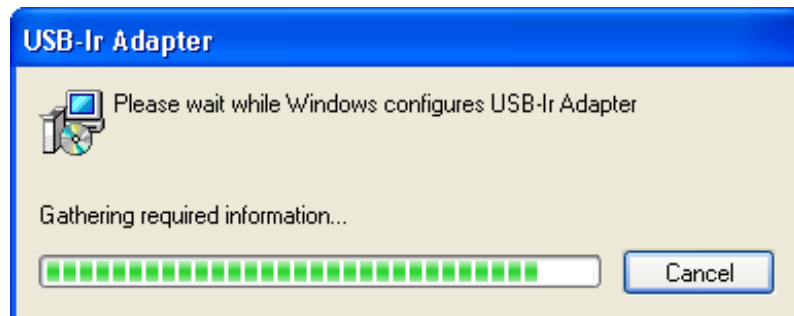 USB-Ir Adapter
Please wait while Windows configures USB-Ir Adapter
Gathering required information...
Cancel